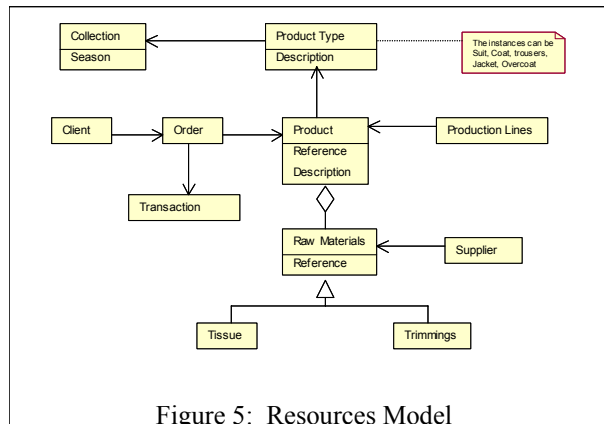 Collection
Season
Product Type
Description
The instances can be
Suit, Coat, trousers,
Jacket, Overcoat
Client
Order
Product
Reference
Description
Production Lines
Transaction
Raw Materials
Reference
Supplier
Tissue
Trimmings
Figure 5: Resources Model